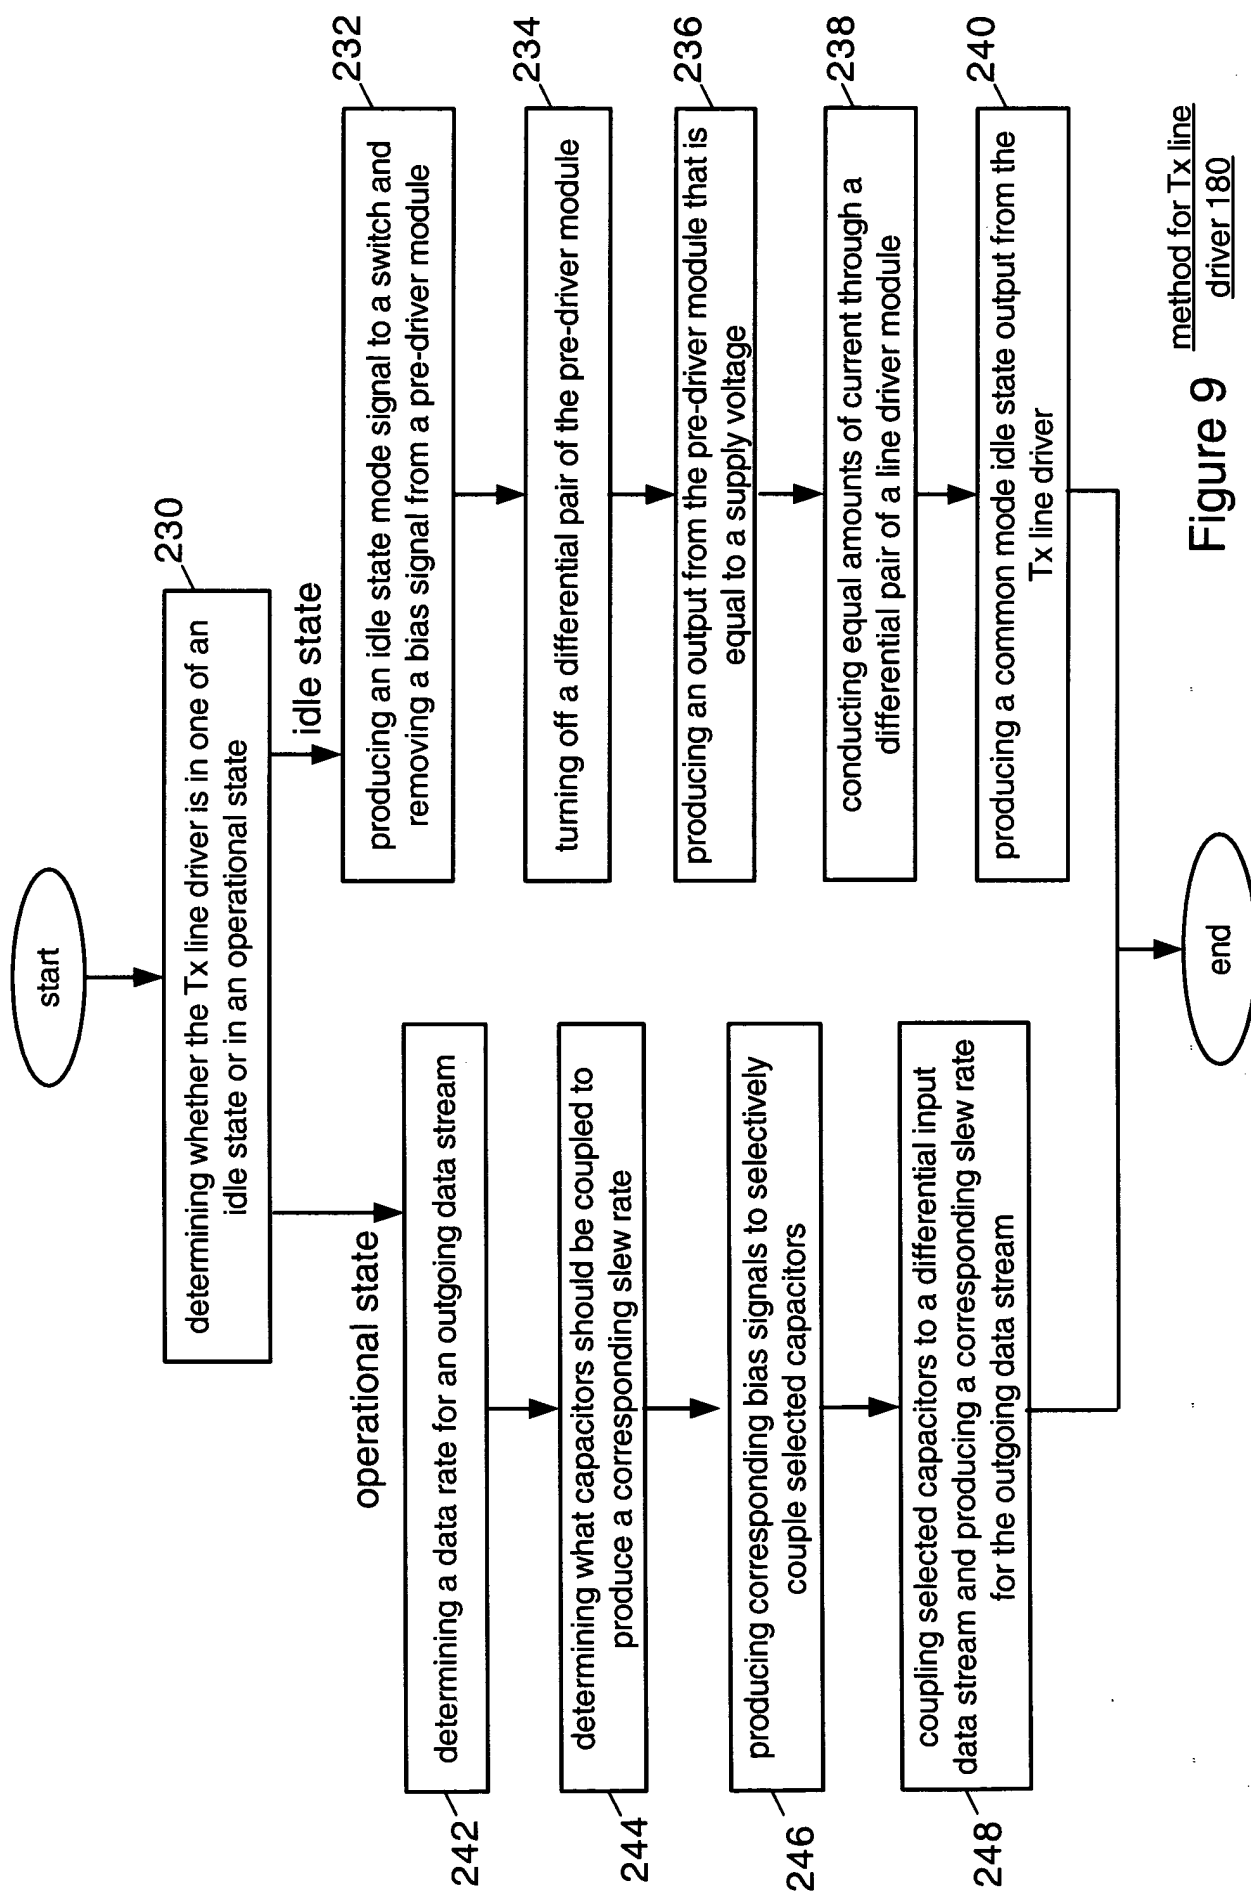 start
230
determining whether the Tx line driver is in one of an
idle state or in an operational state
operational state
242
determining a data rate for an outgoing data stream
244
determining what capacitors should be coupled to
produce a corresponding slew rate
246
producing corresponding bias signals to selectively
couple selected capacitors
248
coupling selected capacitors to a differential input
data stream and producing a corresponding slew rate
for the outgoing data stream
idle state
232
producing an idle state mode signal to a switch and
removing a bias signal from a pre-driver module
234
turning off a differential pair of the pre-driver module
236
producing an output from the pre-driver module that is
equal to a supply voltage
238
conducting equal amounts of current through a
differential pair of a line driver module
240
producing a common mode idle state output from the
Tx line driver
end
Figure 9
method for Tx line
driver 180